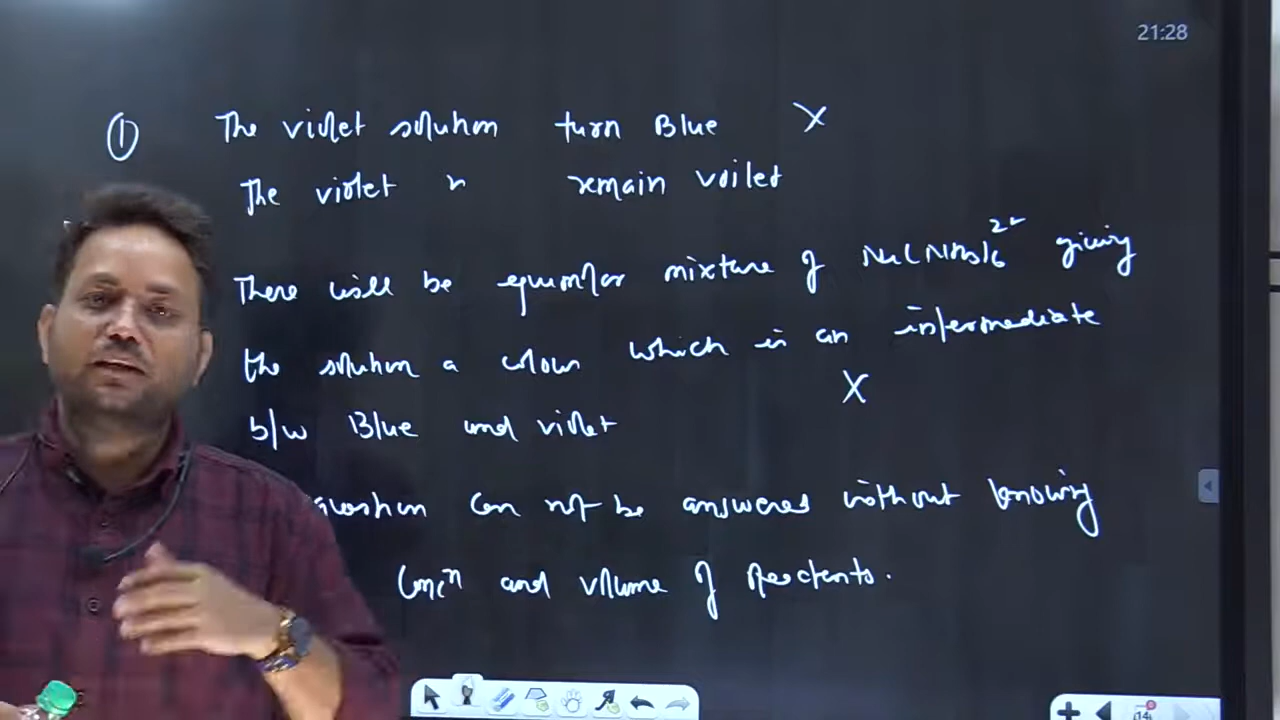 21:28
① The violet solution turn Blue X
The violet " remain voilet
There will be equimolar mixture of Ni(NH3)6 2+ giving
the solution a colour which is an intermediate
b/w Blue and violet X
question can not be answered without knowing
concn and volume of Reactents.